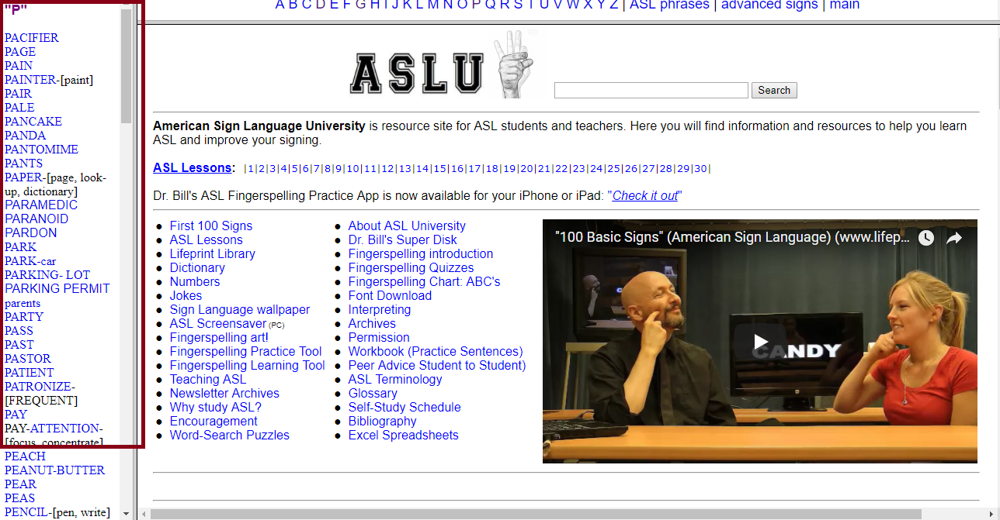 "P"
PACIFIER
PAGE
PAIN
PAINTER-[paint]
PAIR
PALE
PANCAKE
PANDA
PANTOMIME
PANTS
PAPER-[page, look-
up, dictionary]
PARAMEDIC
PARANOID
PARDON
PARK
PARK-car
PARKING- LOT
PARKING PERMIT
parents
PARTY
PASS
PAST
PASTOR
PATIENT
PATRONIZE-
[FREQUENT]
PAY
PAY-ATTENTION-
[focus, concentrate]
PEACH
PEANUT-BUTTER
PEAR
PEAS
PENCIL-[pen, write]
A B C D E F G H I J K L M N O P Q R S T U V W X Y Z | ASL phrases | advanced signs | main
ASLU
Search
American Sign Language University is resource site for ASL students and teachers. Here you will find information and resources to help you learn
ASL and improve your signing.
ASL Lessons: |1|2|3|4|5|6|7|8|9|10|11|12|13|14|15|16|17|18|19|20|21|22|23|24|25|26|27|28|29|30|
Dr. Bill's ASL Fingerspelling Practice App is now available for your iPhone or iPad: "Check it out"
● First 100 Signs
● ASL Lessons
● Lifeprint Library
● Dictionary
● Numbers
● Jokes
● Sign Language wallpaper
● ASL Screensaver (PC)
● Fingerspelling art!
● Fingerspelling Practice Tool
● Fingerspelling Learning Tool
● Teaching ASL
● Newsletter Archives
● Why study ASL?
● Encouragement
● Word-Search Puzzles
● About ASL University
● Dr. Bill's Super Disk
● Fingerspelling introduction
● Fingerspelling Quizzes
● Fingerspelling Chart: ABC's
● Font Download
● Interpreting
● Archives
● Permission
● Workbook (Practice Sentences)
● Peer Advice Student to Student)
● ASL Terminology
● Glossary
● Self-Study Schedule
● Bibliography
● Excel Spreadsheets
"100 Basic Signs" (American Sign Language) (www.lifep...
CANDY